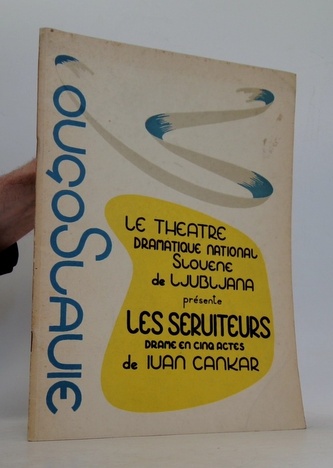 YOUGOSLAVIE
LE THEATRE
DRAMATIQUE NATIONAL
SLOVENE
de LJUBLJANA
présente
LES SERVITEURS
DRAME EN CINQ ACTES
de IVAN CANKAR